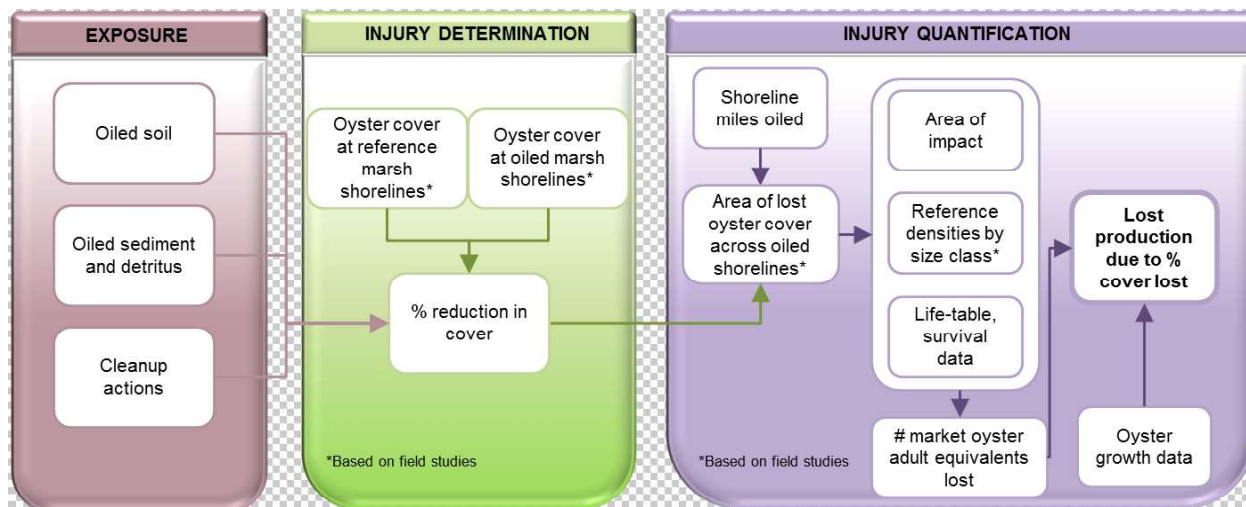 EXPOSURE
Oiled soil
Oiled sediment
and detritus
Cleanup
actions
INJURY DETERMINATION
Oyster cover
at reference
marsh
shorelines*
Oyster cover
at oiled marsh
shorelines*
% reduction in
cover
*Based on field studies
INJURY QUANTIFICATION
Shoreline
miles oiled
Area of lost
oyster cover
across oiled
shorelines*
Area of
impact
Reference
densities by
size class*
Life-table,
survival
data
# market oyster
adult equivalents
lost
Lost
production
due to %
cover lost
Oyster
growth data
*Based on field studies